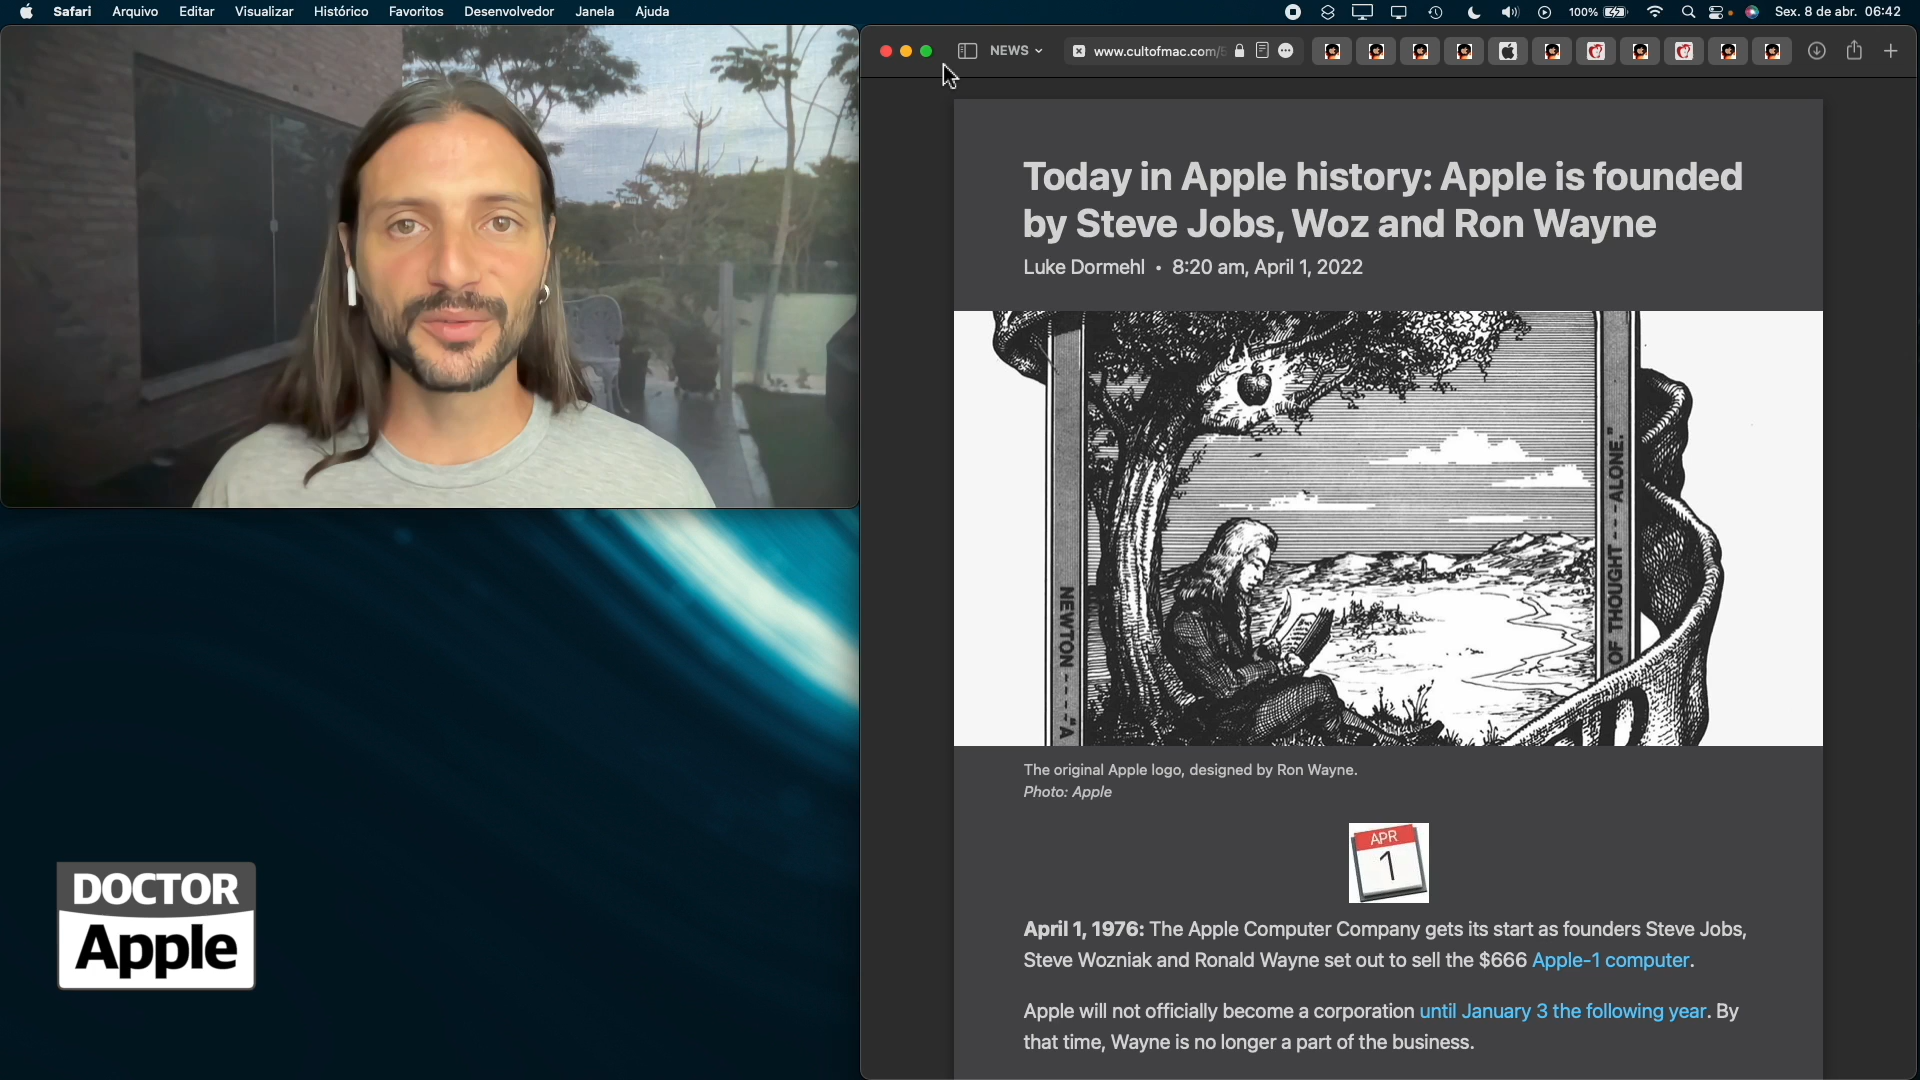 Safari Arquivo Editar Visualizar Histórico Favoritos Desenvolvedor Janela Ajuda
100% Sex. 8 de abr. 06:42
NEWS
www.cultofmac.com/
Today in Apple history: Apple is founded
by Steve Jobs, Woz and Ron Wayne
Luke Dormehl • 8:20 am, April 1, 2022
NEWTON - - - - "A
OF THOUGHT - - - - ALONE."
The original Apple logo, designed by Ron Wayne.
Photo: Apple
APR
1
April 1, 1976: The Apple Computer Company gets its start as founders Steve Jobs,
Steve Wozniak and Ronald Wayne set out to sell the $666 Apple-1 computer.
Apple will not officially become a corporation until January 3 the following year. By
that time, Wayne is no longer a part of the business.
DOCTOR
Apple